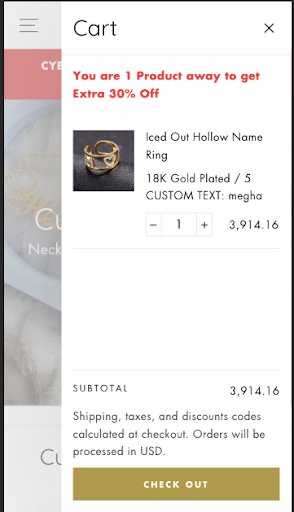 Cart
CYBE
You are 1 Product away to get
Extra 30% Off
Iced Out Hollow Name
Ring
18K Gold Plated / 5
CUSTOM TEXT: megha
− 1 + 3,914.16
Cu
Neck
SUBTOTAL 3,914.16
Shipping, taxes, and discounts codes
calculated at checkout. Orders will be
processed in USD.
Cu
CHECK OUT